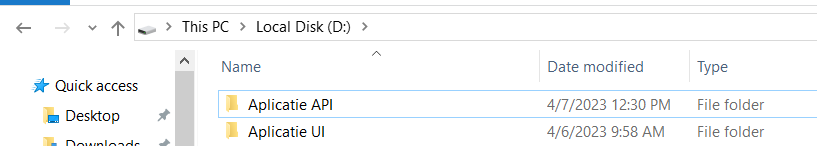 This PC > Local Disk (D:) >
Name Date modified Type
Quick access
Aplicatie API 4/7/2023 12:30 PM File folder
Desktop
Aplicatie UI 4/6/2023 9:58 AM File folder
Downloads